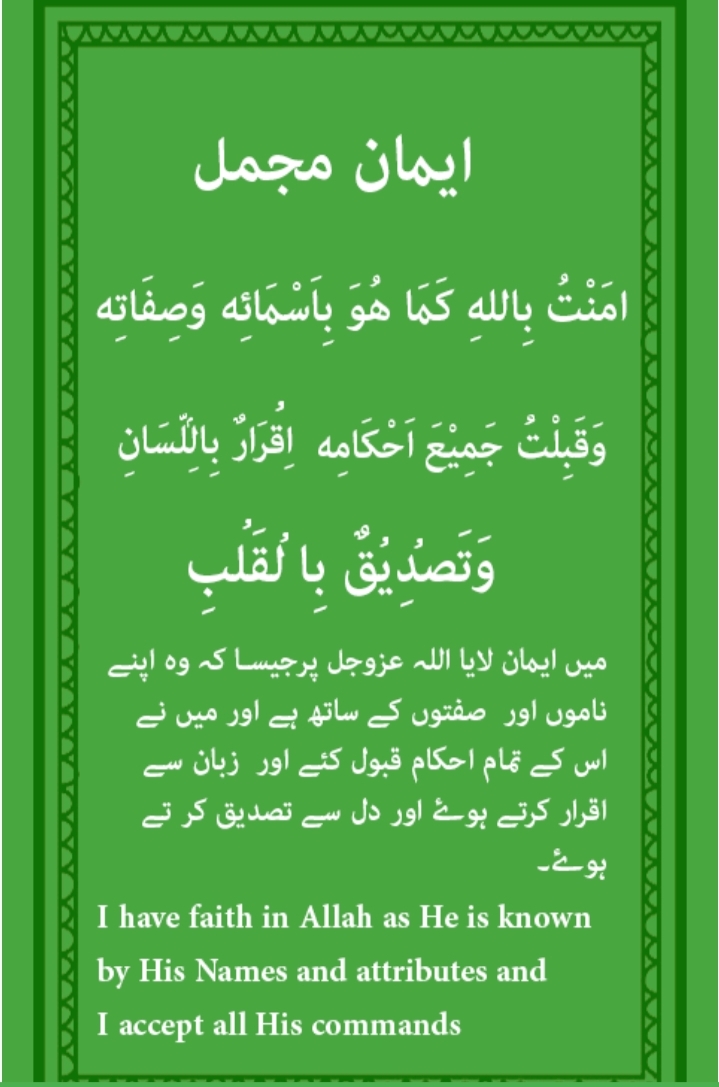 ایمان مجمل
امَنْتُ بِاللهِ كَمَا هُوَ بِاَسْمَائِه وَصِفَاتِه
وَقَبِلْتُ جَمِيْعَ اَحْكَامِه اِقُرَارٌ بِاللِّسَانِ
وَتَصدُِيُقٌ بِا لُقَلُبِ
میں ایمان لایا اللہ عزوجل پرجیسا کہ وہ اپنے
ناموں اور صفتوں کے ساتھ ہے اور میں نے
اس کے تمام احکام قبول کئے اور زبان سے
اقرار کرتے ہوئے اور دل سے تصدیق کر تے
ہوئے۔
I have faith in Allah as He is known
by His Names and attributes and
I accept all His commands